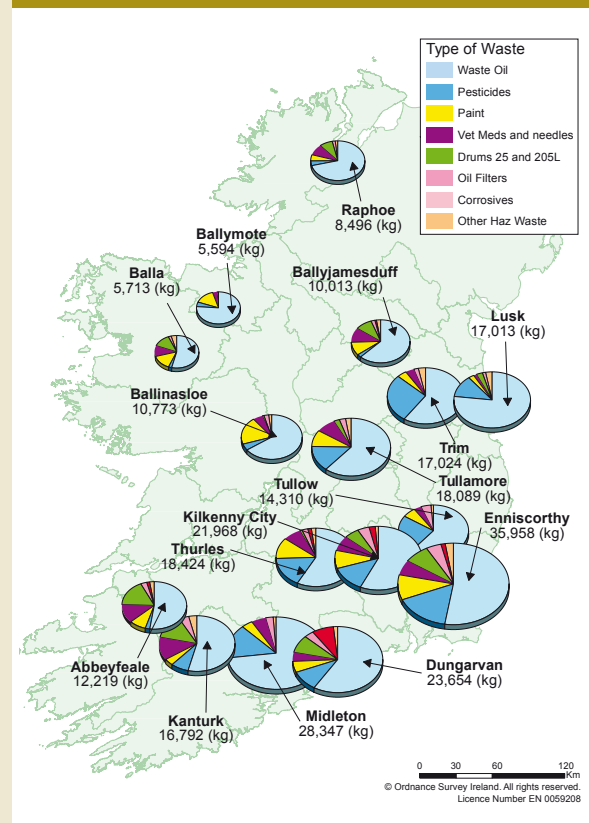 Type of Waste
Waste Oil
Pesticides
Paint
Vet Meds and needles
Drums 25 and 205L
Oil Filters
Corrosives
Other Haz Waste
Raphoe
8,496 (kg)
Ballymote
5,594 (kg)
Balla
5,713 (kg)
Ballyjamesduff
10,013 (kg)
Lusk
17,013 (kg)
Ballinasloe
10,773 (kg)
Trim
17,024 (kg)
Tullamore
18,089 (kg)
Tullow
14,310 (kg)
Kilkenny City
21,968 (kg)
Enniscorthy
35,958 (kg)
Thurles
18,424 (kg)
Abbeyfeale
12,219 (kg)
Dungarvan
23,654 (kg)
Kanturk
16,792 (kg)
Midleton
28,347 (kg)
0 30 60 120
Km
© Ordnance Survey Ireland. All rights reserved.
Licence Number EN 0059208